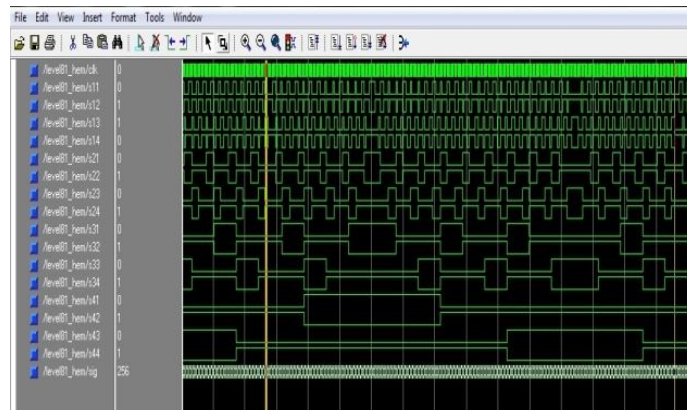 File Edit View Insert Format Tools Window
/level81_hem/clk 0
/level81_hem/s11 0
/level81_hem/s12 1
/level81_hem/s13 1
/level81_hem/s14 0
/level81_hem/s21 0
/level81_hem/s22 1
/level81_hem/s23 0
/level81_hem/s24 1
/level81_hem/s31 0
/level81_hem/s32 1
/level81_hem/s33 0
/level81_hem/s34 1
/level81_hem/s41 0
/level81_hem/s42 1
/level81_hem/s43 0
/level81_hem/s44 1
/level81_hem/sig 256